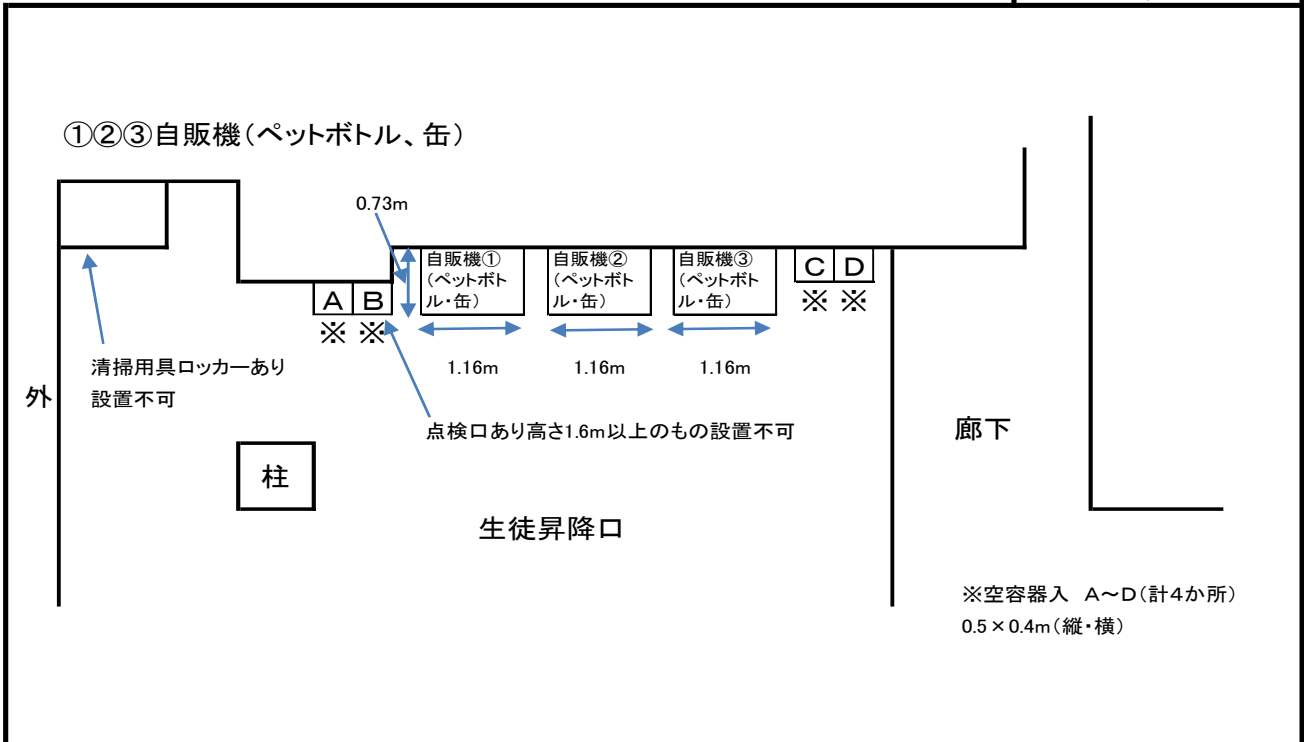 ①②③自販機(ペットボトル、缶)
0.73m
自販機①
(ペットボト
ル・缶)
自販機②
(ペットボト
ル・缶)
自販機③
(ペットボト
ル・缶)
A
B
C
D
※
※
※
※
1.16m
1.16m
1.16m
清掃用具ロッカーあり
設置不可
外
点検口あり高さ1.6m以上のもの設置不可
廊下
柱
生徒昇降口
※空容器入 A～D(計4か所)
0.5×0.4m(縦・横)